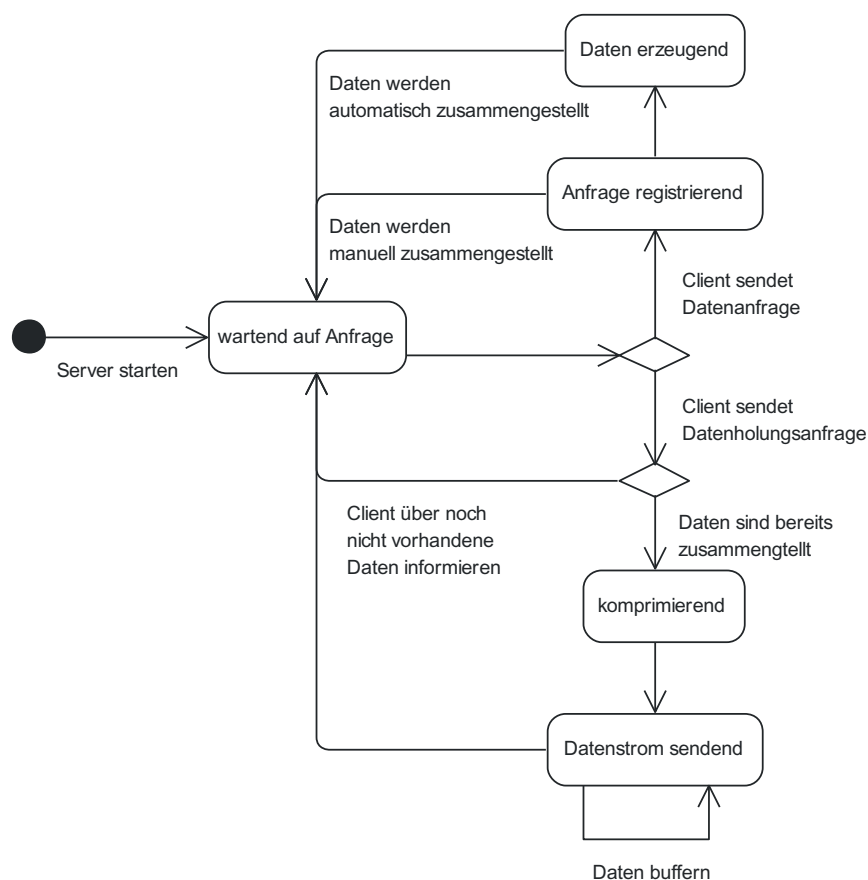 Daten erzeugend
Daten werden
automatisch zusammengestellt
Anfrage registrierend
Daten werden
manuell zusammengestellt
Client sendet
Datenanfrage
wartend auf Anfrage
Server starten
Client sendet
Datenholungsanfrage
Client über noch
nicht vorhandene
Daten informieren
Daten sind bereits
zusammengtellt
komprimierend
Datenstrom sendend
Daten buffern